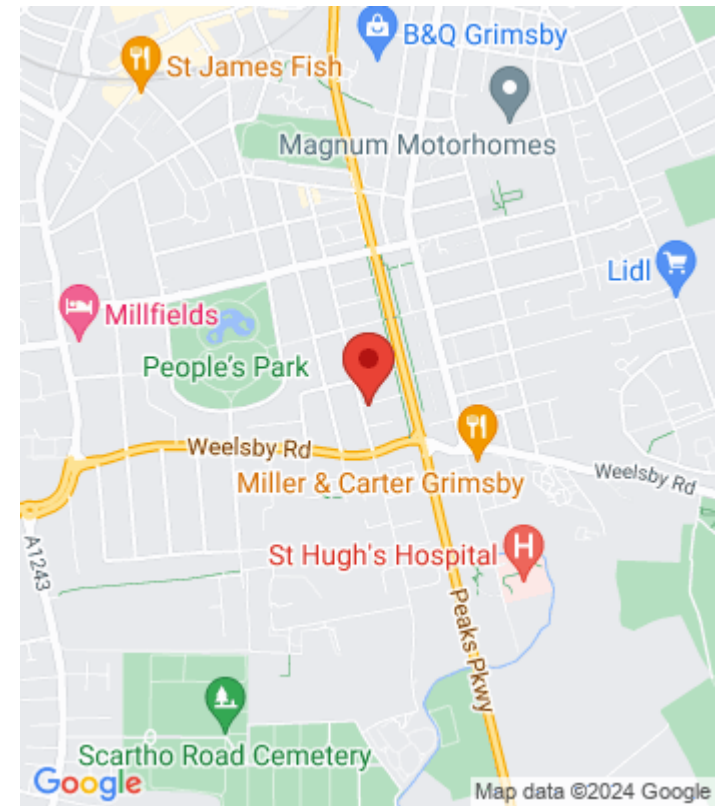 B&Q Grimsby
St James Fish
Magnum Motorhomes
Lidl
Millfields
People's Park
Weelsby Rd
Miller & Carter Grimsby
Weelsby Rd
St Hugh's Hospital
H
A1243
Peaks Pkwy
Scartho Road Cemetery
Google
Map data ©2024 Google